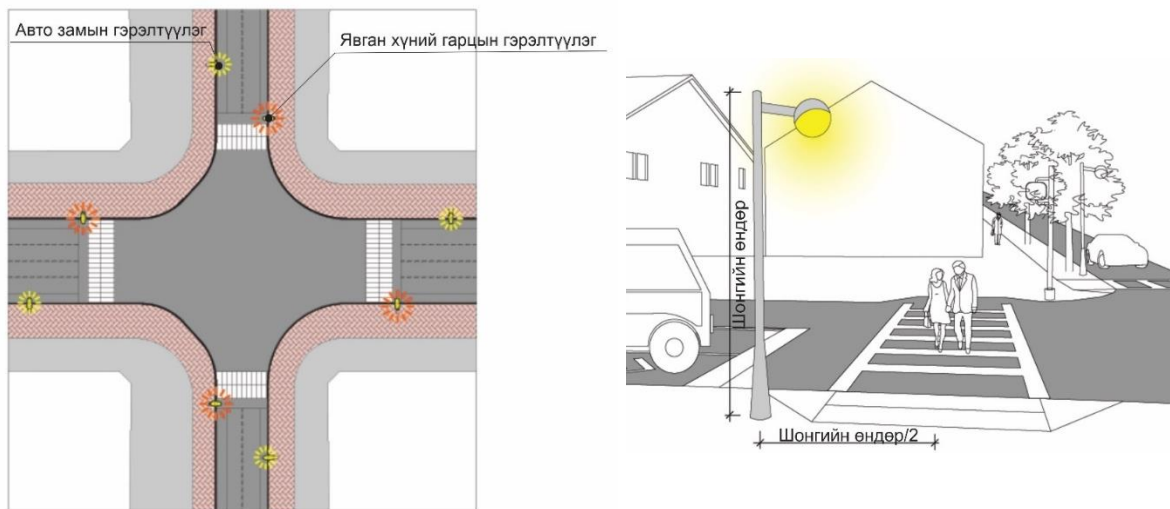 Авто замын гэрэлтүүлэг
Явган хүний гарцын гэрэлтүүлэг
Шонгийн өндөр
Шонгийн өндөр/2